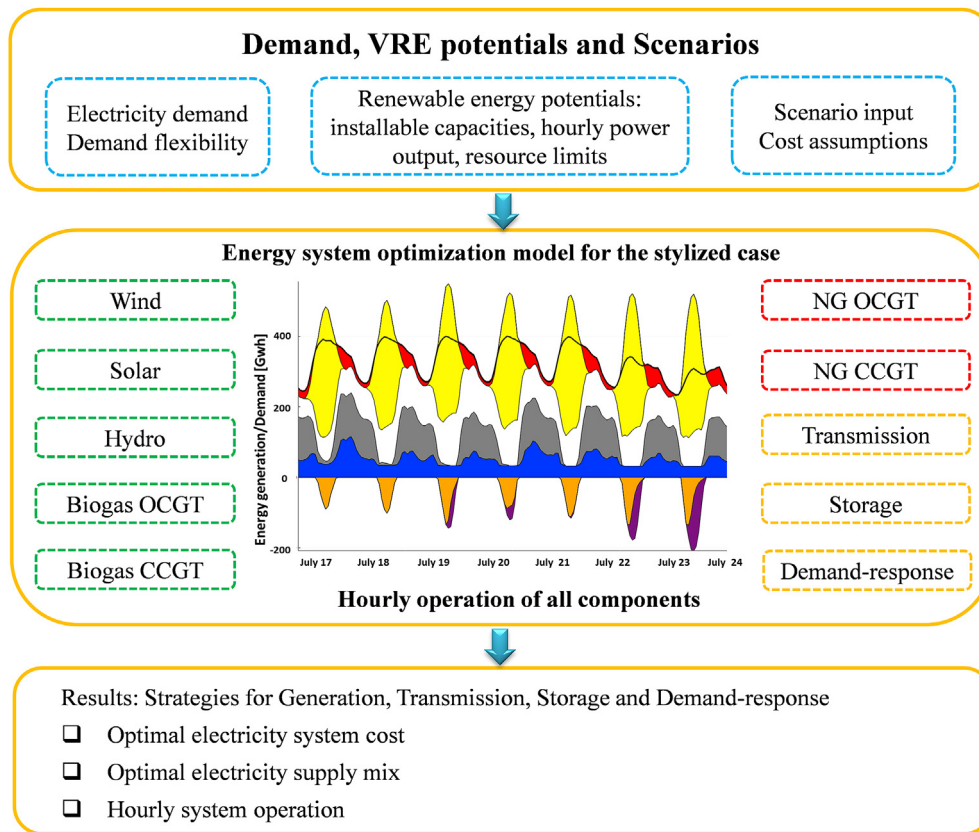 Demand, VRE potentials and Scenarios
Electricity demand
Demand flexibility
Renewable energy potentials:
installable capacities, hourly power
output, resource limits
Scenario input
Cost assumptions
Energy system optimization model for the stylized case
Wind
Solar
Hydro
Biogas OCGT
Biogas CCGT
Energy generation/Demand [Gwh]
400
200
0
-200
July 17
July 18
July 19
July 20
July 21
July 22
July 23
July 24
Hourly operation of all components
NG OCGT
NG CCGT
Transmission
Storage
Demand-response
Results: Strategies for Generation, Transmission, Storage and Demand-response
❑ Optimal electricity system cost
❑ Optimal electricity supply mix
❑ Hourly system operation